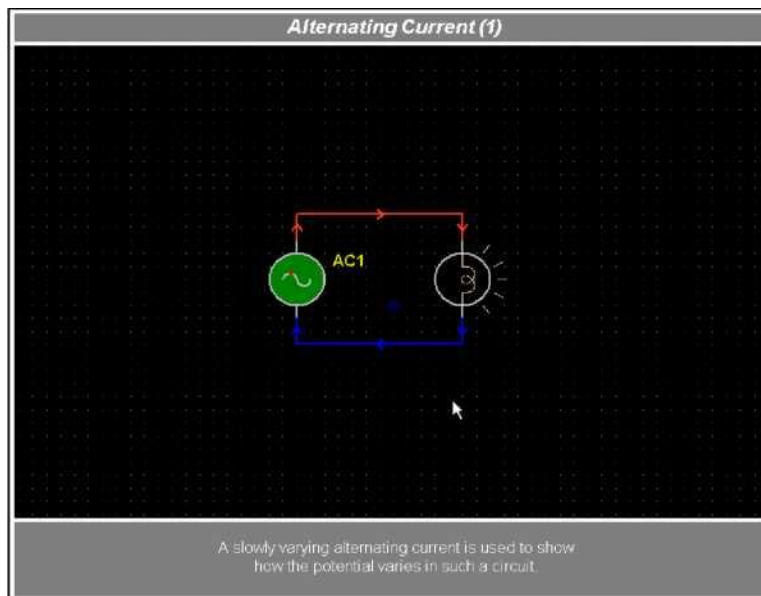 Alternating Current (1)
AC1
A slowly varying alternating current is used to show
how the potential varies in such a circuit.